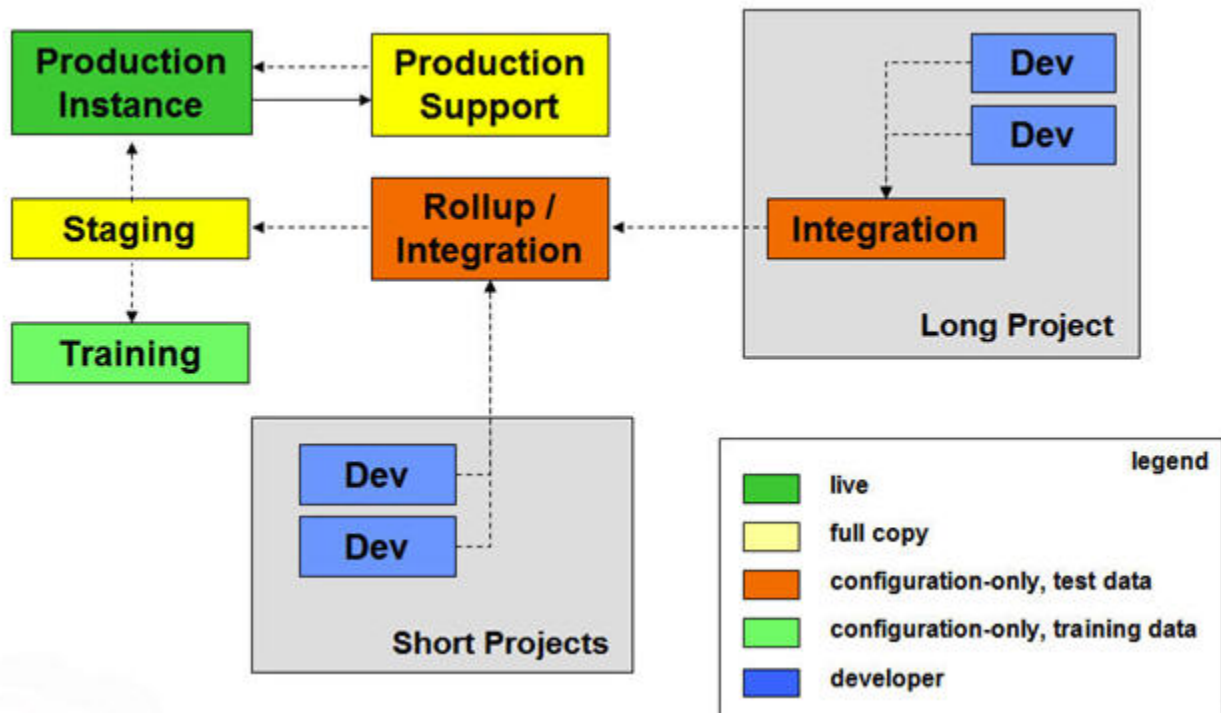 Production
Instance
Production
Support
Dev
Dev
Staging
Rollup /
Integration
Integration
Training
Long Project
Dev
Dev
Short Projects
legend
live
full copy
configuration-only, test data
configuration-only, training data
developer